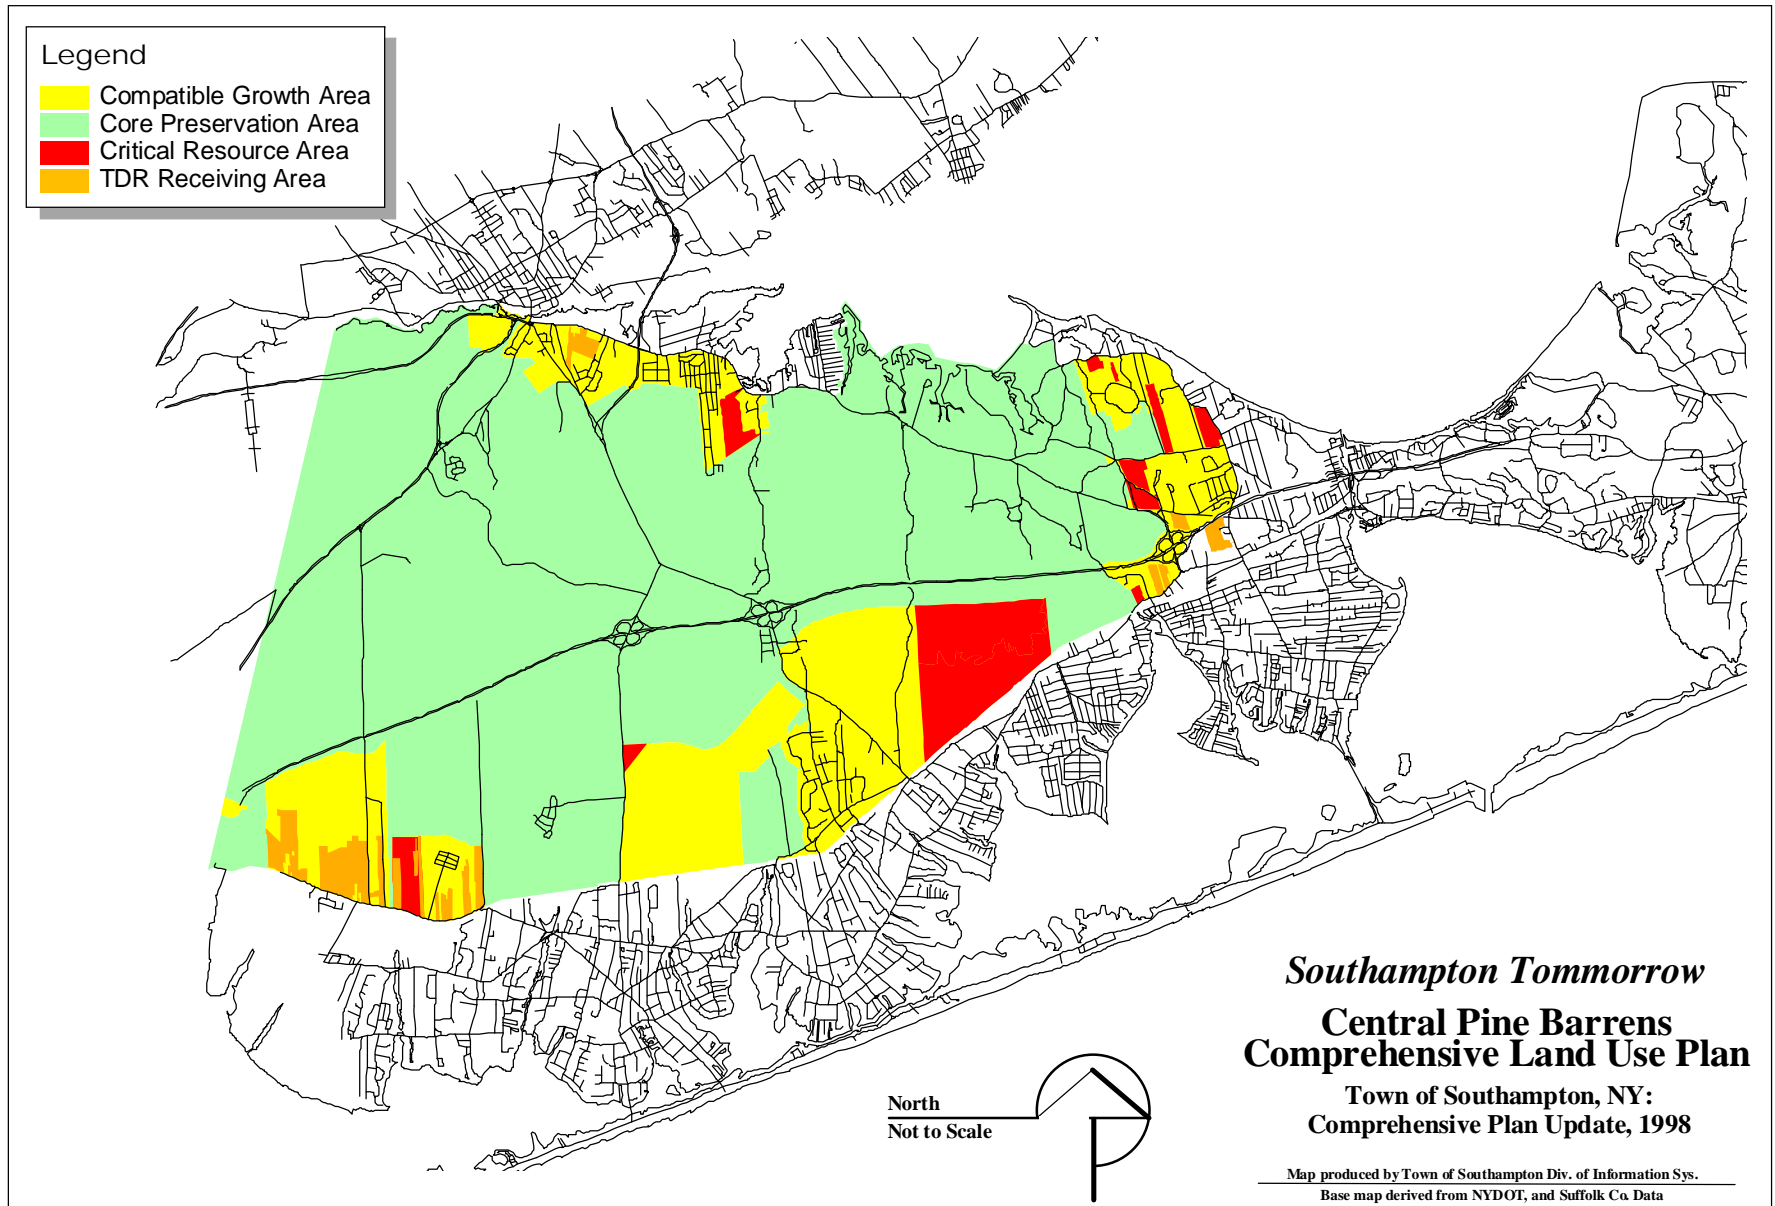 Legend
Compatible Growth Area
Core Preservation Area
Critical Resource Area
TDR Receiving Area
Southampton Tommorrow
Central Pine Barrens
Comprehensive Land Use Plan
Town of Southampton, NY:
Comprehensive Plan Update, 1998
North
Not to Scale
Map produced by Town of Southampton Div. of Information Sys.
Base map derived from NYDOT, and Suffolk Co. Data